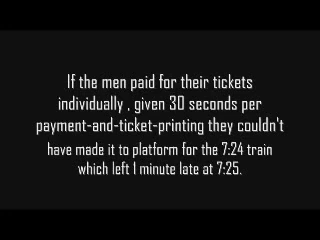 If the men paid for their tickets
individually , given 30 seconds per
payment-and-ticket-printing they couldn't
have made it to platform for the 7:24 train
which left 1 minute late at 7:25.